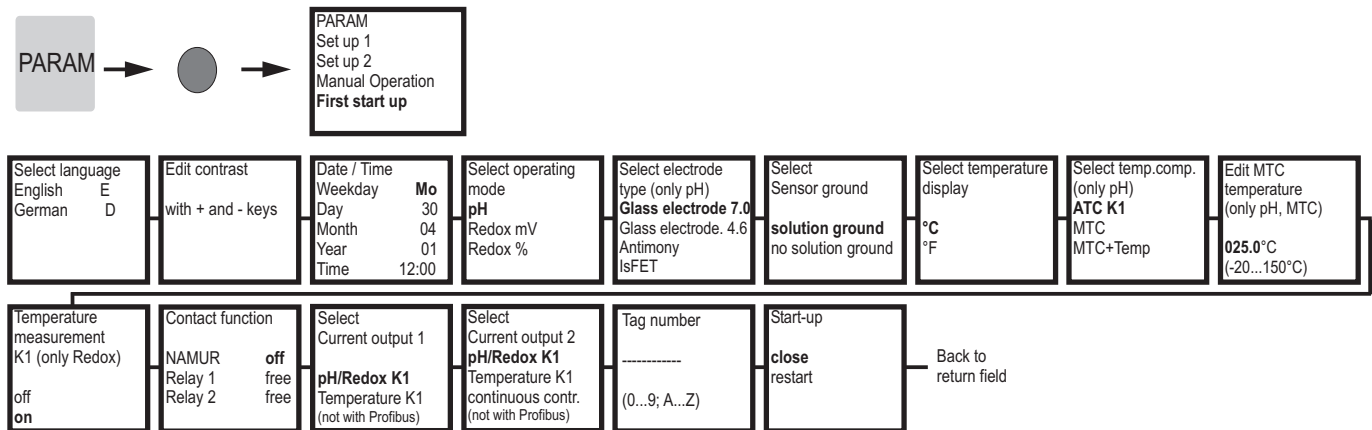 PARAM
PARAM
Set up 1
Set up 2
Manual Operation
First start up
Select language
English E
German D
Edit contrast
with + and - keys
Date / Time
Weekday Mo
Day 30
Month 04
Year 01
Time 12:00
Select operating
mode
pH
Redox mV
Redox %
Select electrode
type (only pH)
Glass electrode 7.0
Glass electrode. 4.6
Antimony
IsFET
Select
Sensor ground
solution ground
no solution ground
Select temperature
display
°C
°F
Select temp.comp.
(only pH)
ATC K1
MTC
MTC+Temp
Edit MTC
temperature
(only pH, MTC)
025.0°C
(-20...150°C)
Temperature
measurement
K1 (only Redox)
off
on
Contact function
NAMUR off
Relay 1 free
Relay 2 free
Select
Current output 1
pH/Redox K1
Temperature K1
(not with Profibus)
Select
Current output 2
pH/Redox K1
Temperature K1
continuous contr.
(not with Profibus)
Tag number
------------
(0...9; A...Z)
Start-up
close
restart
Back to
return field